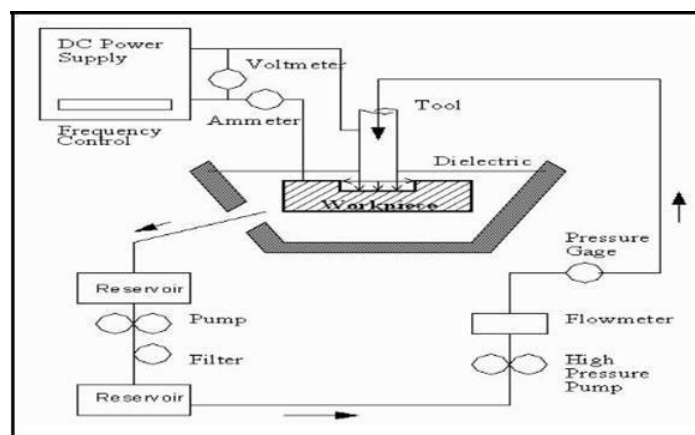 DC Power
Supply
Frequency
Control
Voltmeter
Ammeter
Tool
Dielectric
Workpiece
Pressure
Gage
Reservoir
Pump
Flowmeter
Filter
High
Pressure
Pump
Reservoir